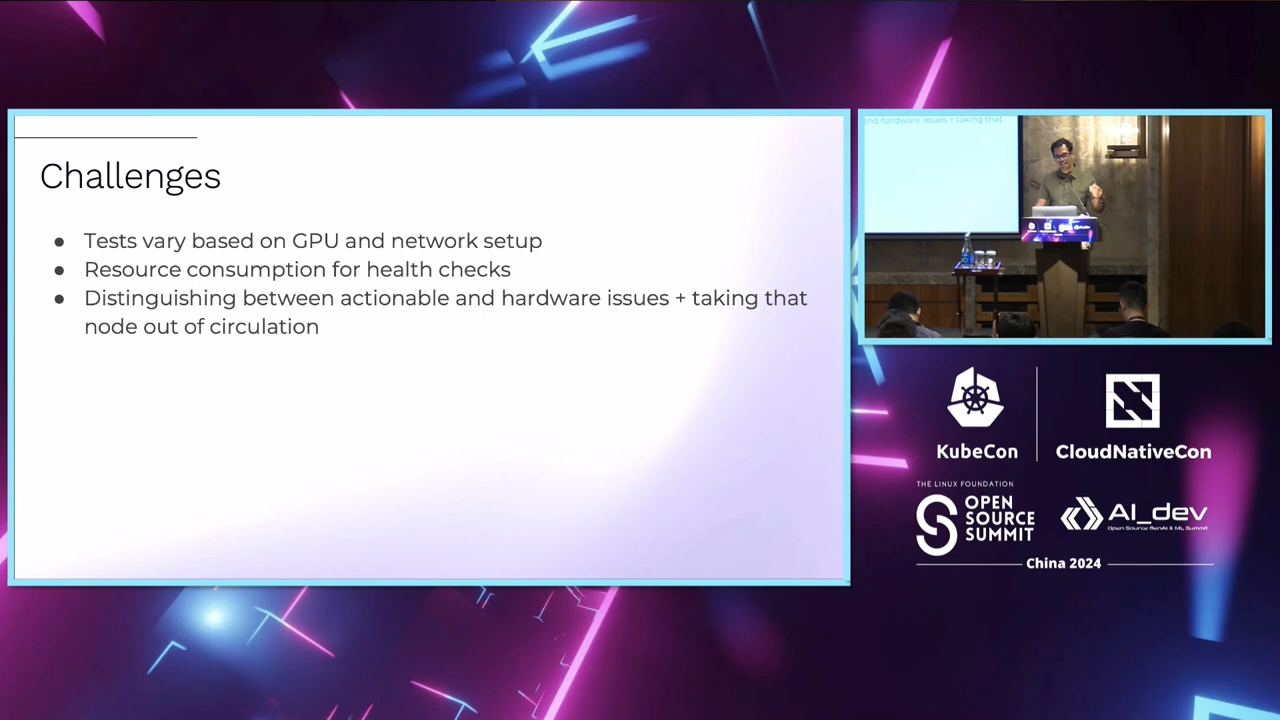 Challenges
● Tests vary based on GPU and network setup
● Resource consumption for health checks
● Distinguishing between actionable and hardware issues + taking that
node out of circulation
and hardware issues + taking that
KubeCon
CloudNativeCon
THE LINUX FOUNDATION
OPEN
SOURCE
SUMMIT
AI_dev
Open Source GenAI & ML Summit
China 2024